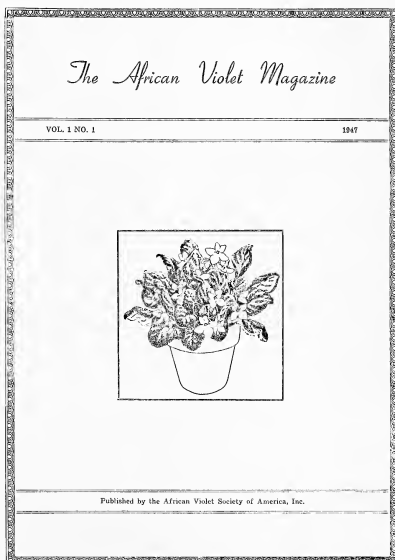 The African Violet Magazine
VOL. 1 NO. 1 1947
Published by the African Violet Society of America, Inc.